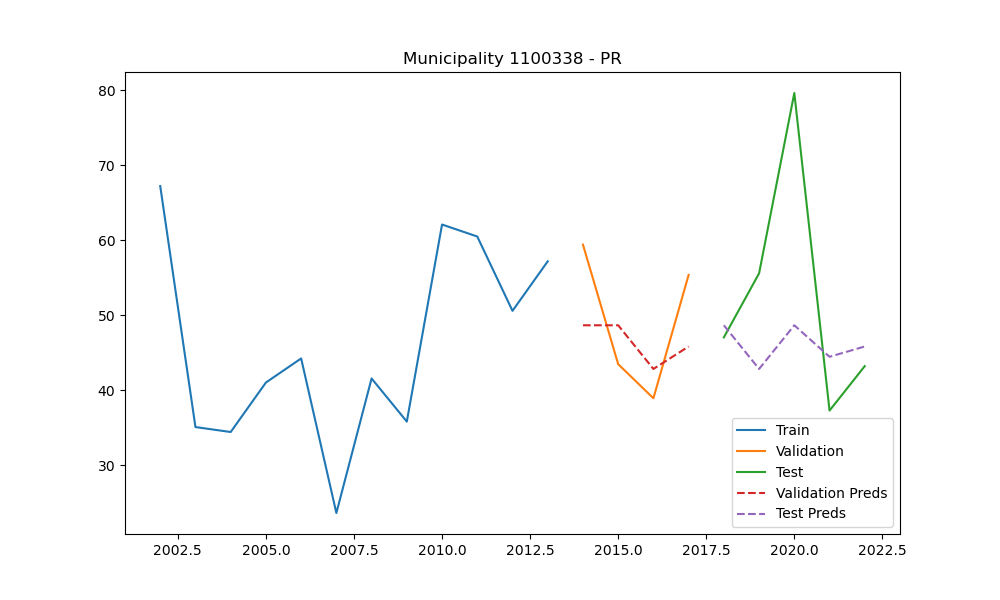 Municipality 1100338 - PR
80
70
60
50
40
30
2002.5 2005.0 2007.5 2010.0 2012.5 2015.0 2017.5 2020.0 2022.5
Train
Validation
Test
Validation Preds
Test Preds